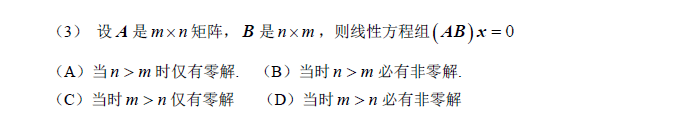 （3） 设 A 是 m×n 矩阵， B 是 n×m ，则线性方程组 (AB)x = 0
（A）当 n > m 时仅有零解. （B）当时 n > m 必有非零解.
（C）当时 m > n 仅有零解 （D）当时 m > n 必有非零解